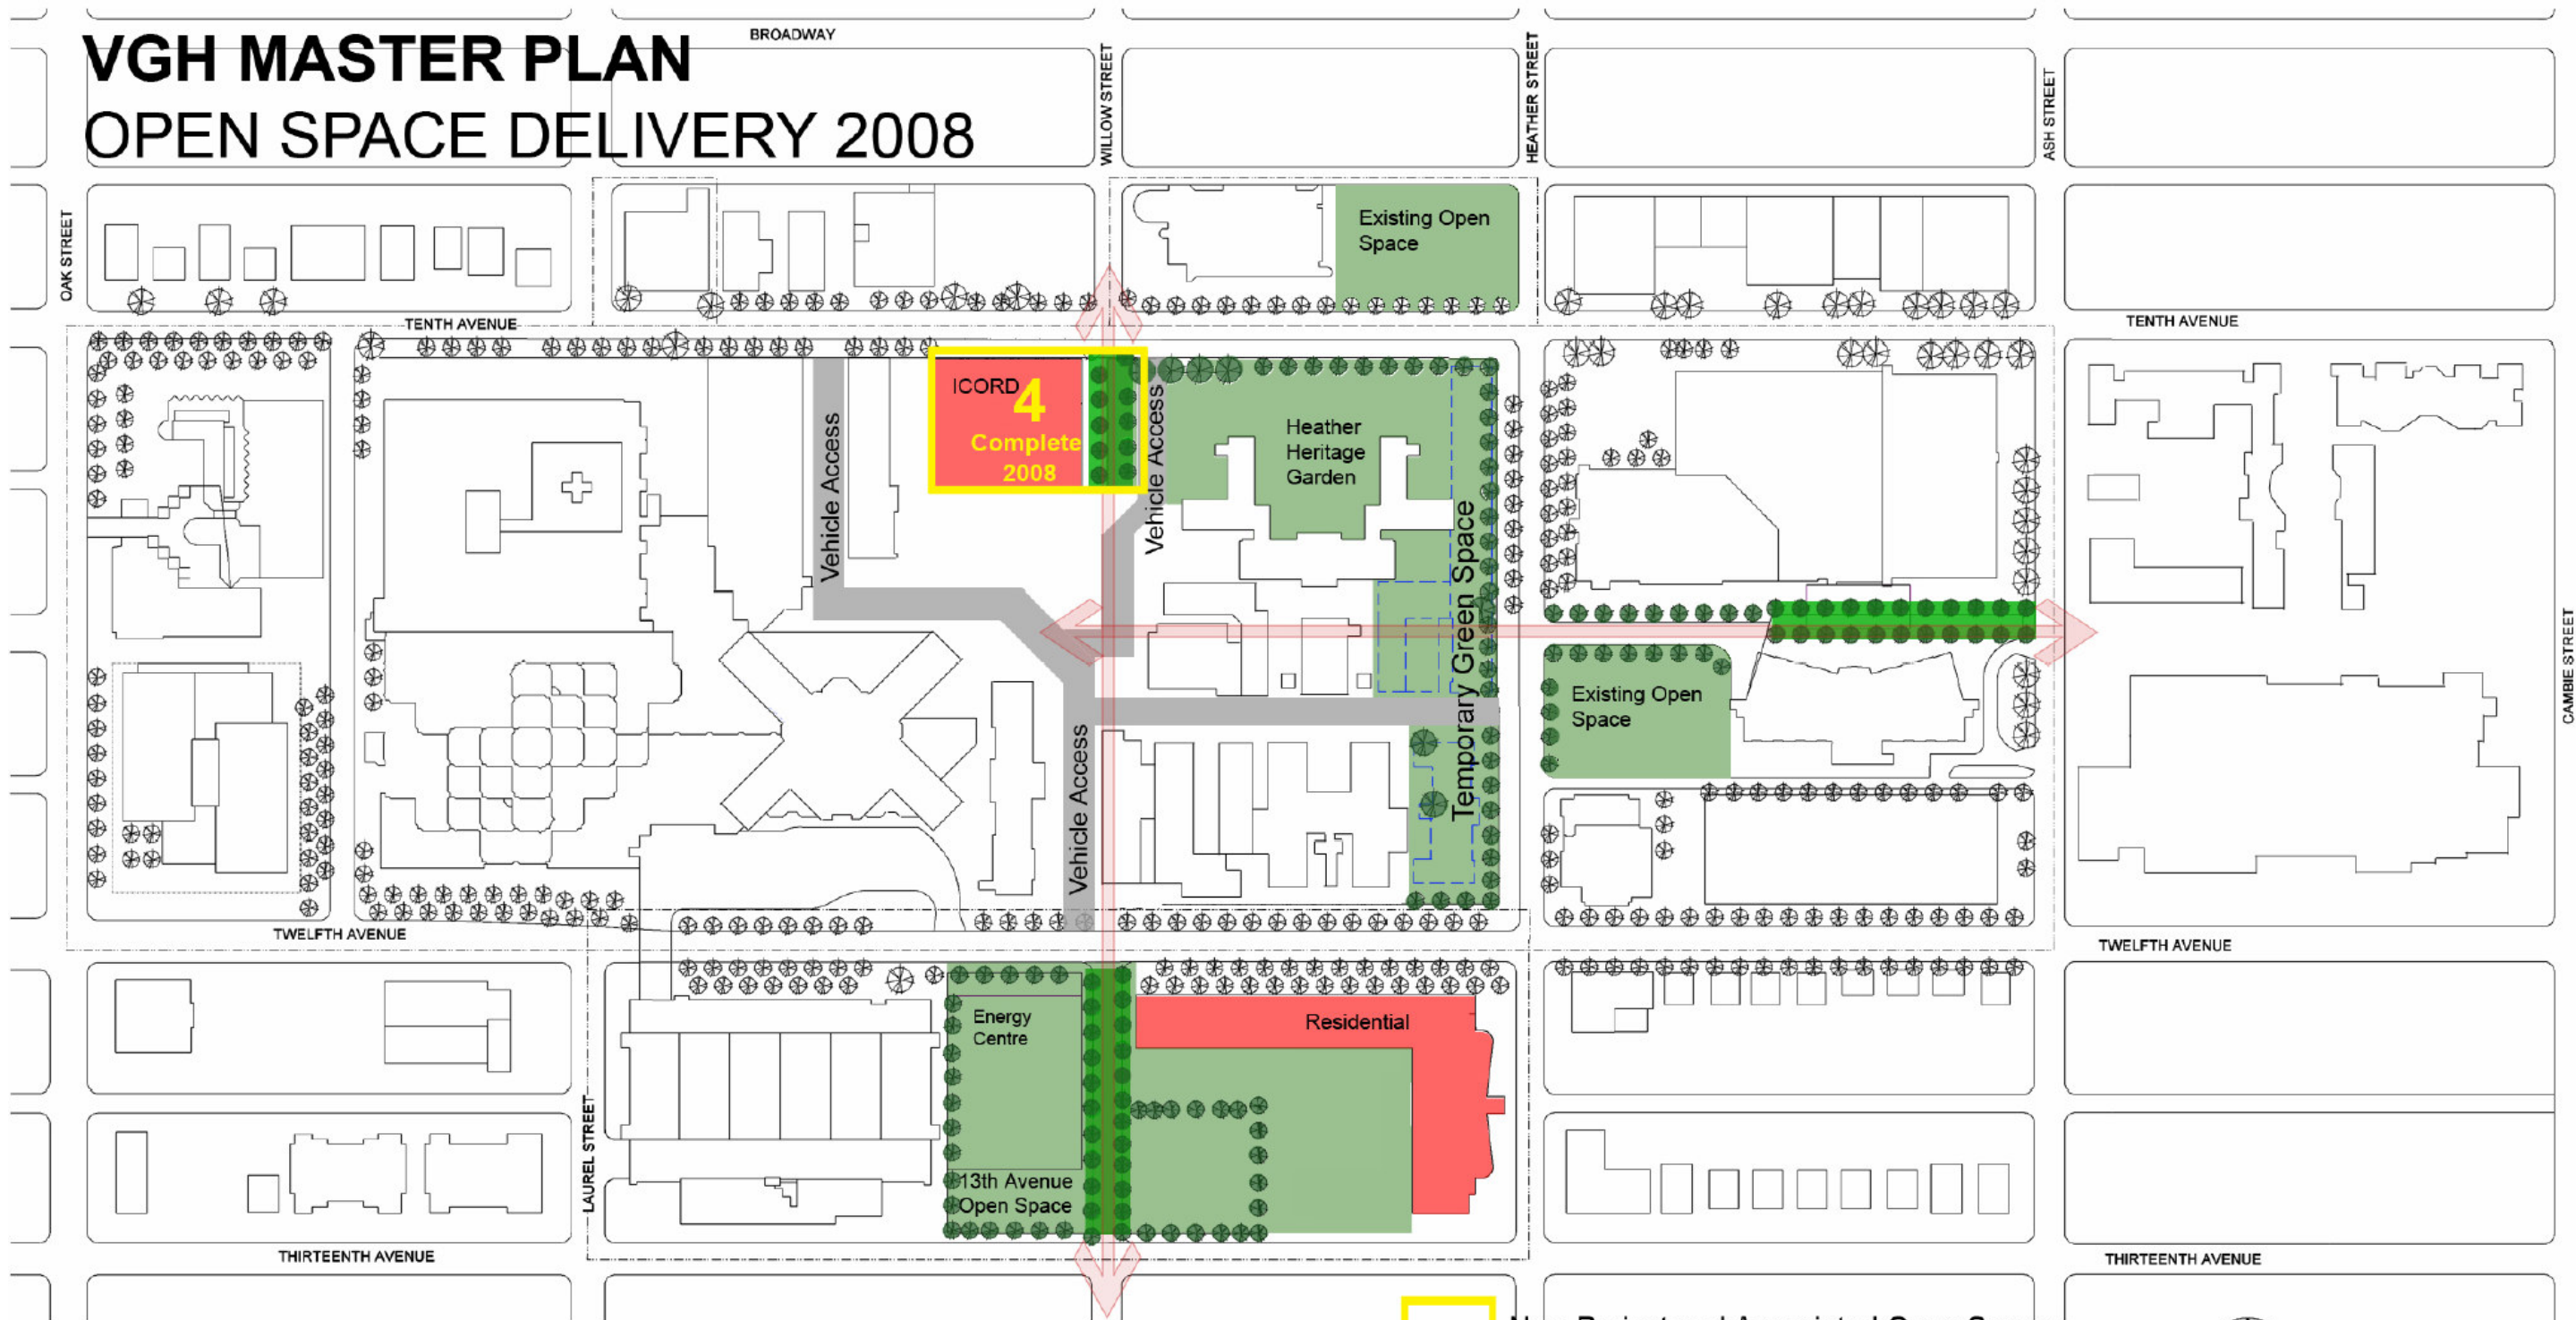 BROADWAY
VGH MASTER PLAN
OPEN SPACE DELIVERY 2008
WILLOW STREET
HEATHER STREET
ASH STREET
OAK STREET
Existing Open
Space
TENTH AVENUE
TENTH AVENUE
ICORD
4
Complete
2008
Vehicle Access
Vehicle Access
Heather
Heritage
Garden
Temporary Green Space
Existing Open
Space
CAMBIE STREET
Vehicle Access
TWELFTH AVENUE
TWELFTH AVENUE
Energy
Centre
Residential
LAUREL STREET
13th Avenue
Open Space
THIRTEENTH AVENUE
THIRTEENTH AVENUE